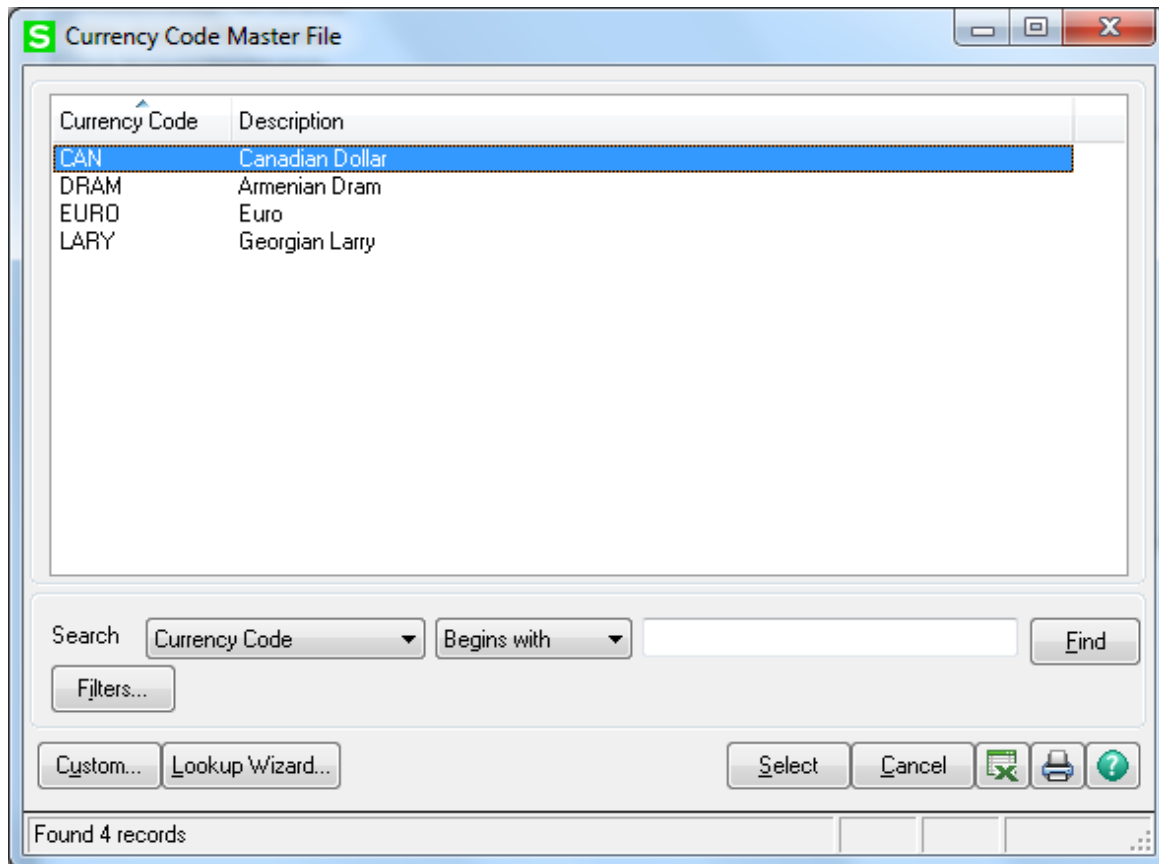 S Currency Code Master File
Currency Code Description
CAN Canadian Dollar
DRAM Armenian Dram
EURO Euro
LARY Georgian Larry
Search Currency Code Begins with Find
Filters...
Custom... Lookup Wizard... Select Cancel ?
Found 4 records